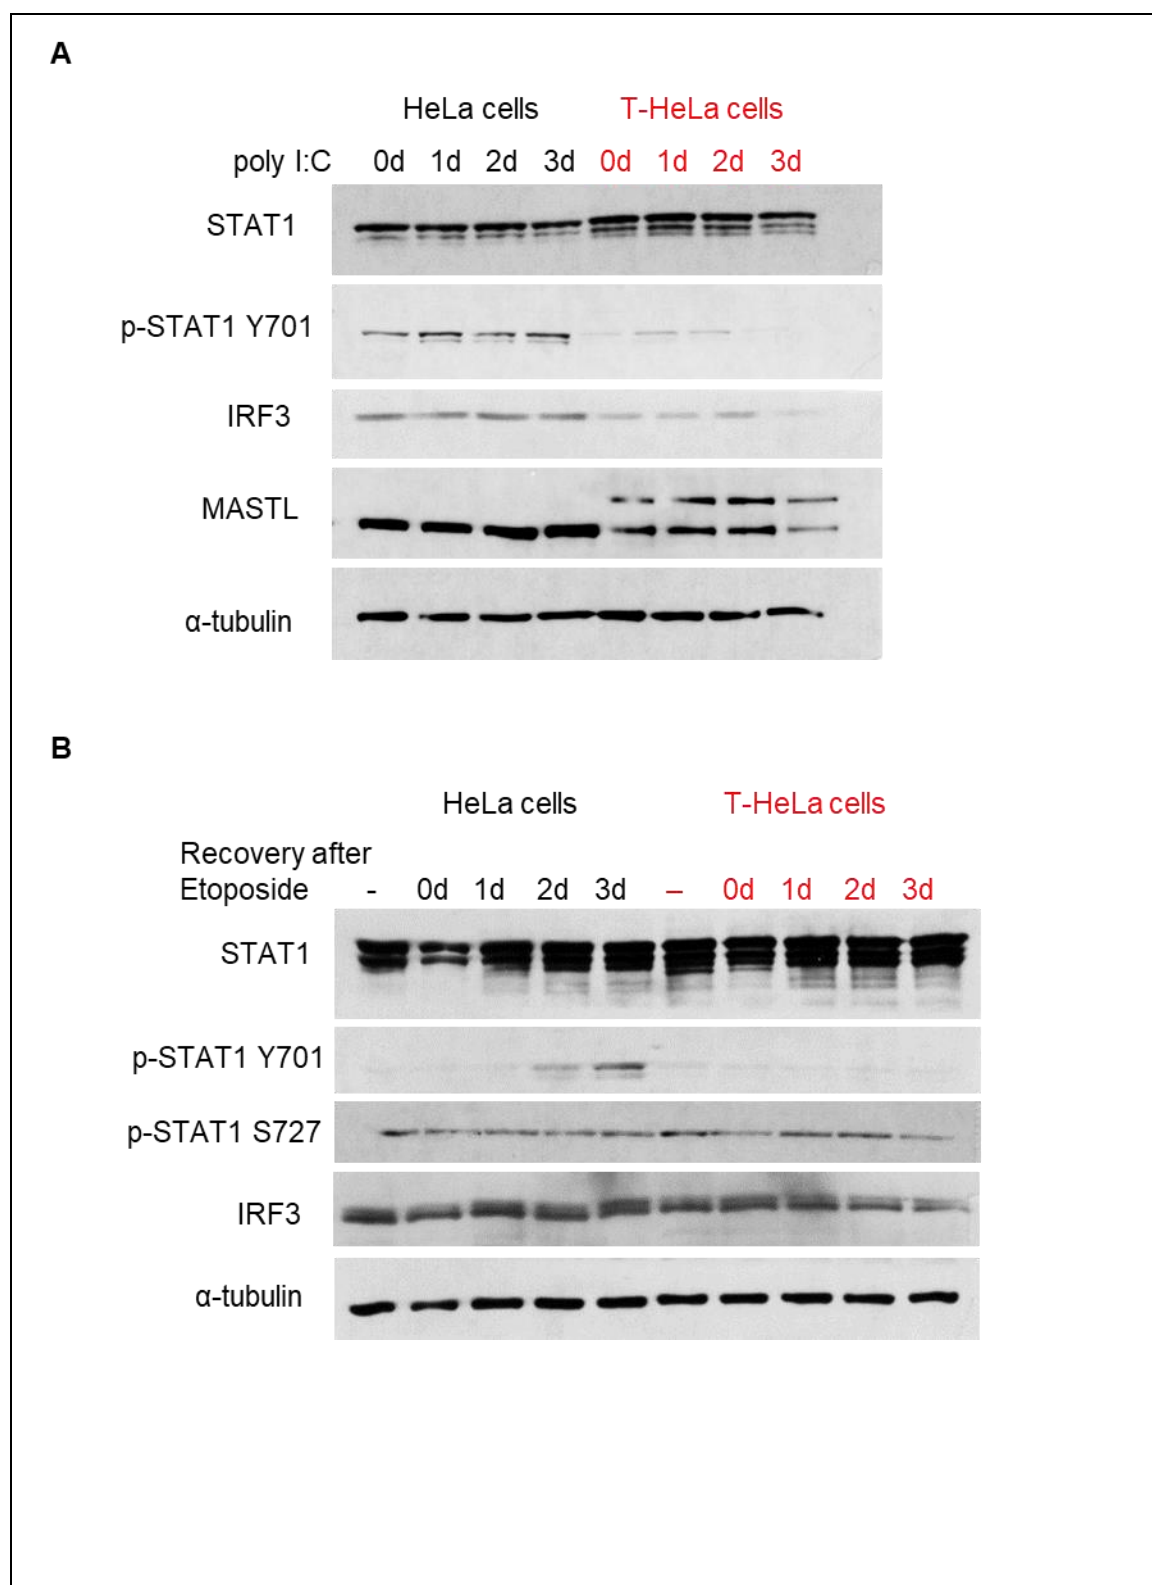 A
HeLa cells T-HeLa cells
poly I:C 0d 1d 2d 3d 0d 1d 2d 3d
STAT1
p-STAT1 Y701
IRF3
MASTL
α-tubulin
B
HeLa cells T-HeLa cells
Recovery after
Etoposide - 0d 1d 2d 3d – 0d 1d 2d 3d
STAT1
p-STAT1 Y701
p-STAT1 S727
IRF3
α-tubulin